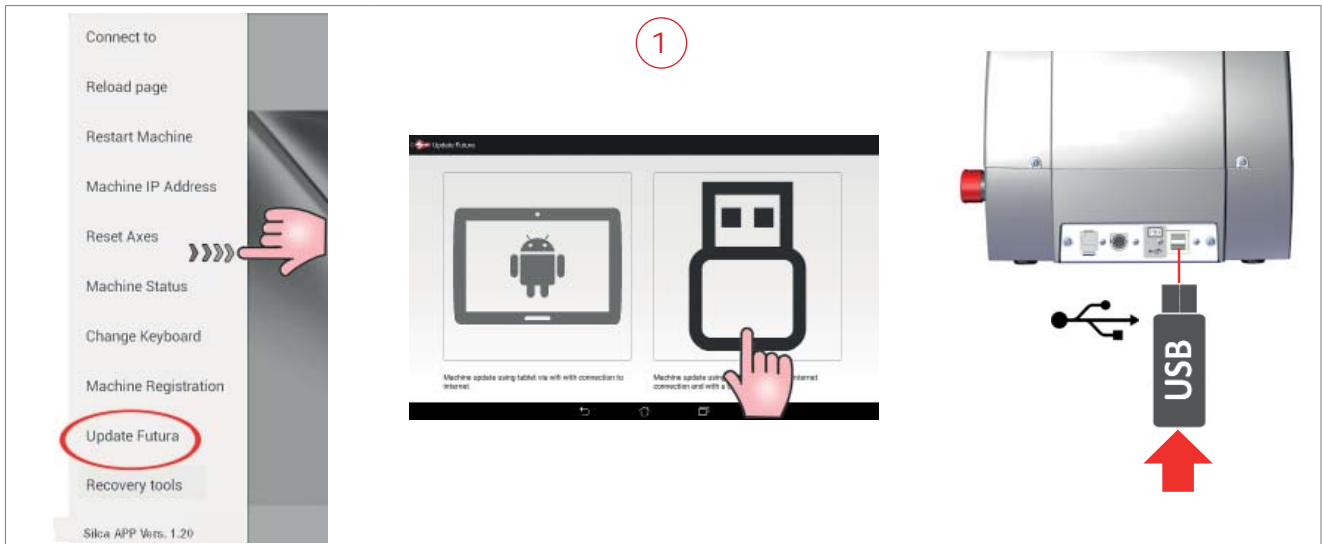 Connect to
Reload page
Restart Machine
Machine IP Address
Reset Axes
Machine Status
Change Keyboard
Machine Registration
Update Futura
Recovery tools
Silca APP Vers. 1.20
1
Update Futura
Machine update using tablet via wifi with connection to
internet
Machine update using internet
connection and with a
USB